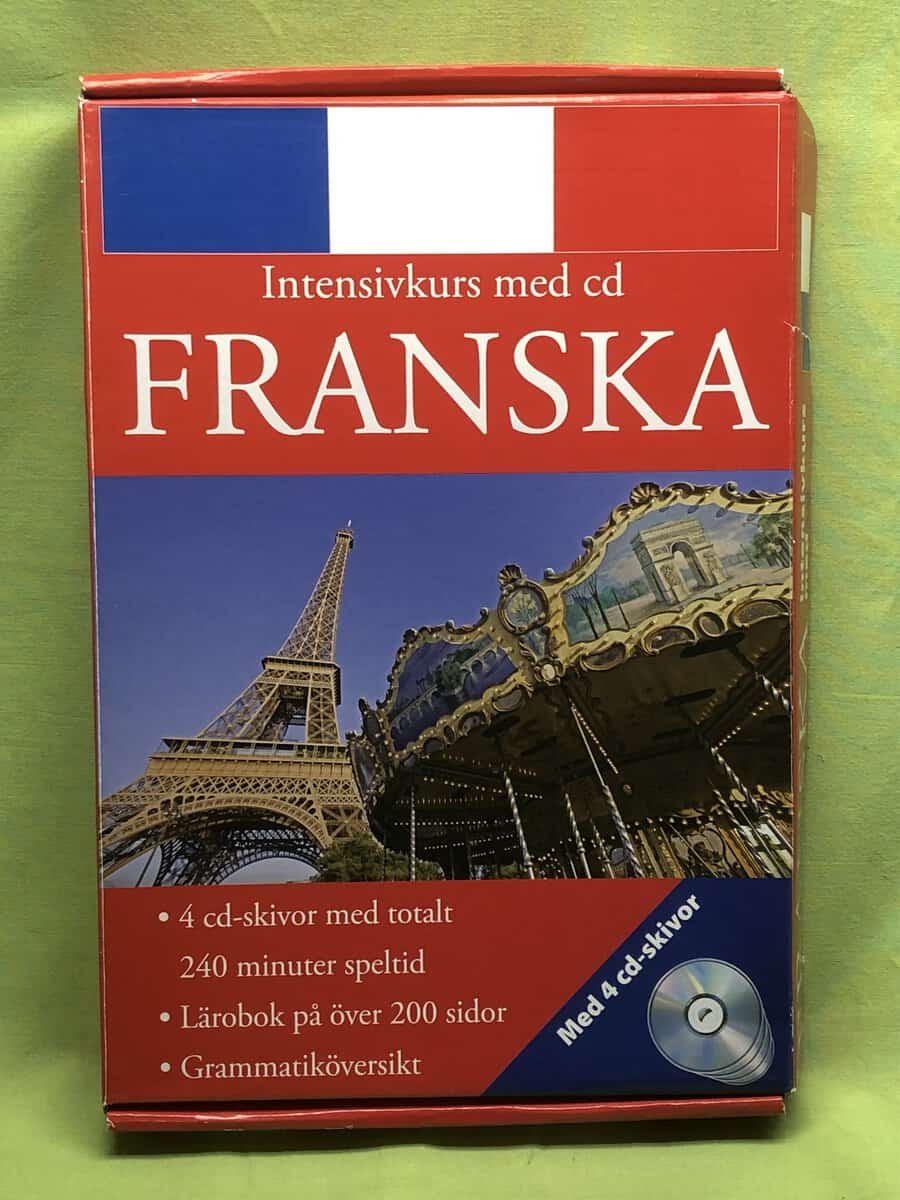 Intensivkurs med cd
FRANSKA
• 4 cd-skivor med totalt
240 minuter speltid
• Lärobok på över 200 sidor
• Grammatiköversikt
Med 4 cd-skivor